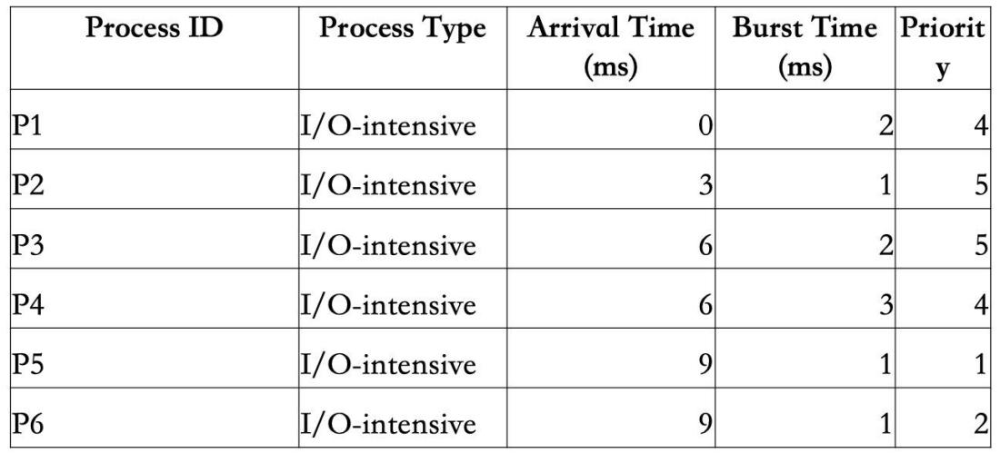 Process ID Process Type Arrival Time Burst Time Priorit
(ms) (ms) y
P1 I/O-intensive 0 2 4
P2 I/O-intensive 3 1 5
P3 I/O-intensive 6 2 5
P4 I/O-intensive 6 3 4
P5 I/O-intensive 9 1 1
P6 I/O-intensive 9 1 2